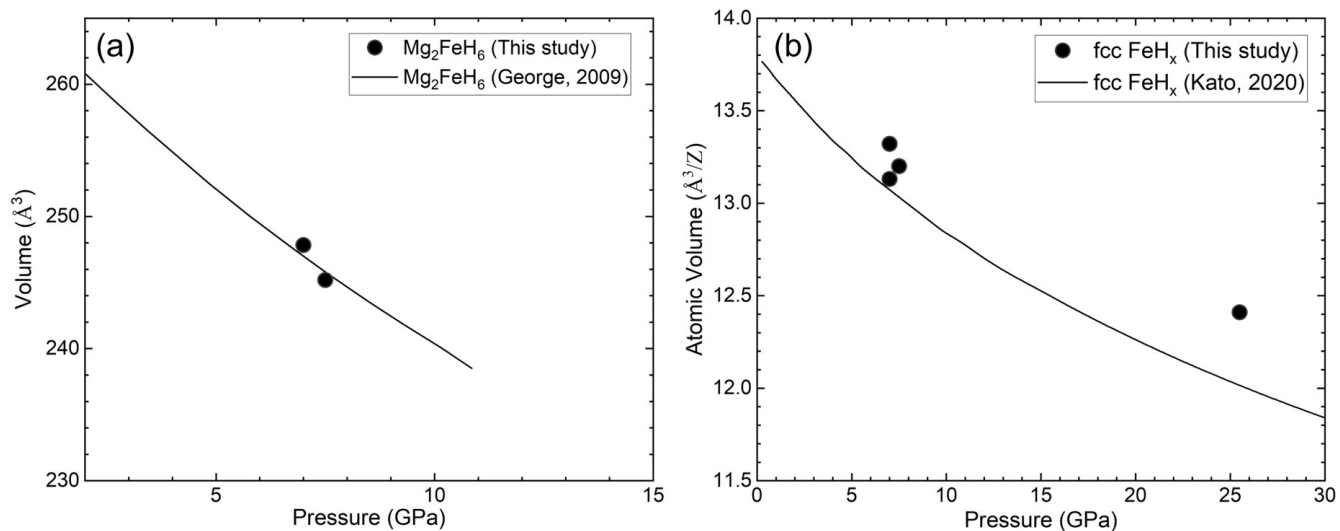 (a)
Mg₂FeH₆ (This study)
Mg₂FeH₆ (George, 2009)
260
250
240
230
Volume (Å³)
5
10
15
Pressure (GPa)
(b)
fcc FeHₓ (This study)
fcc FeHₓ (Kato, 2020)
14.0
13.5
13.0
12.5
12.0
11.5
Atomic Volume (Å³/Z)
0
5
10
15
20
25
30
Pressure (GPa)